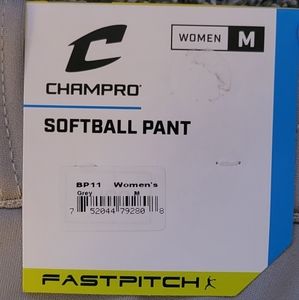 WOMEN M
CHAMPRO
SOFTBALL PANT
BP11 Women's
Grey M
7 52044 79280 8
FASTPITCH